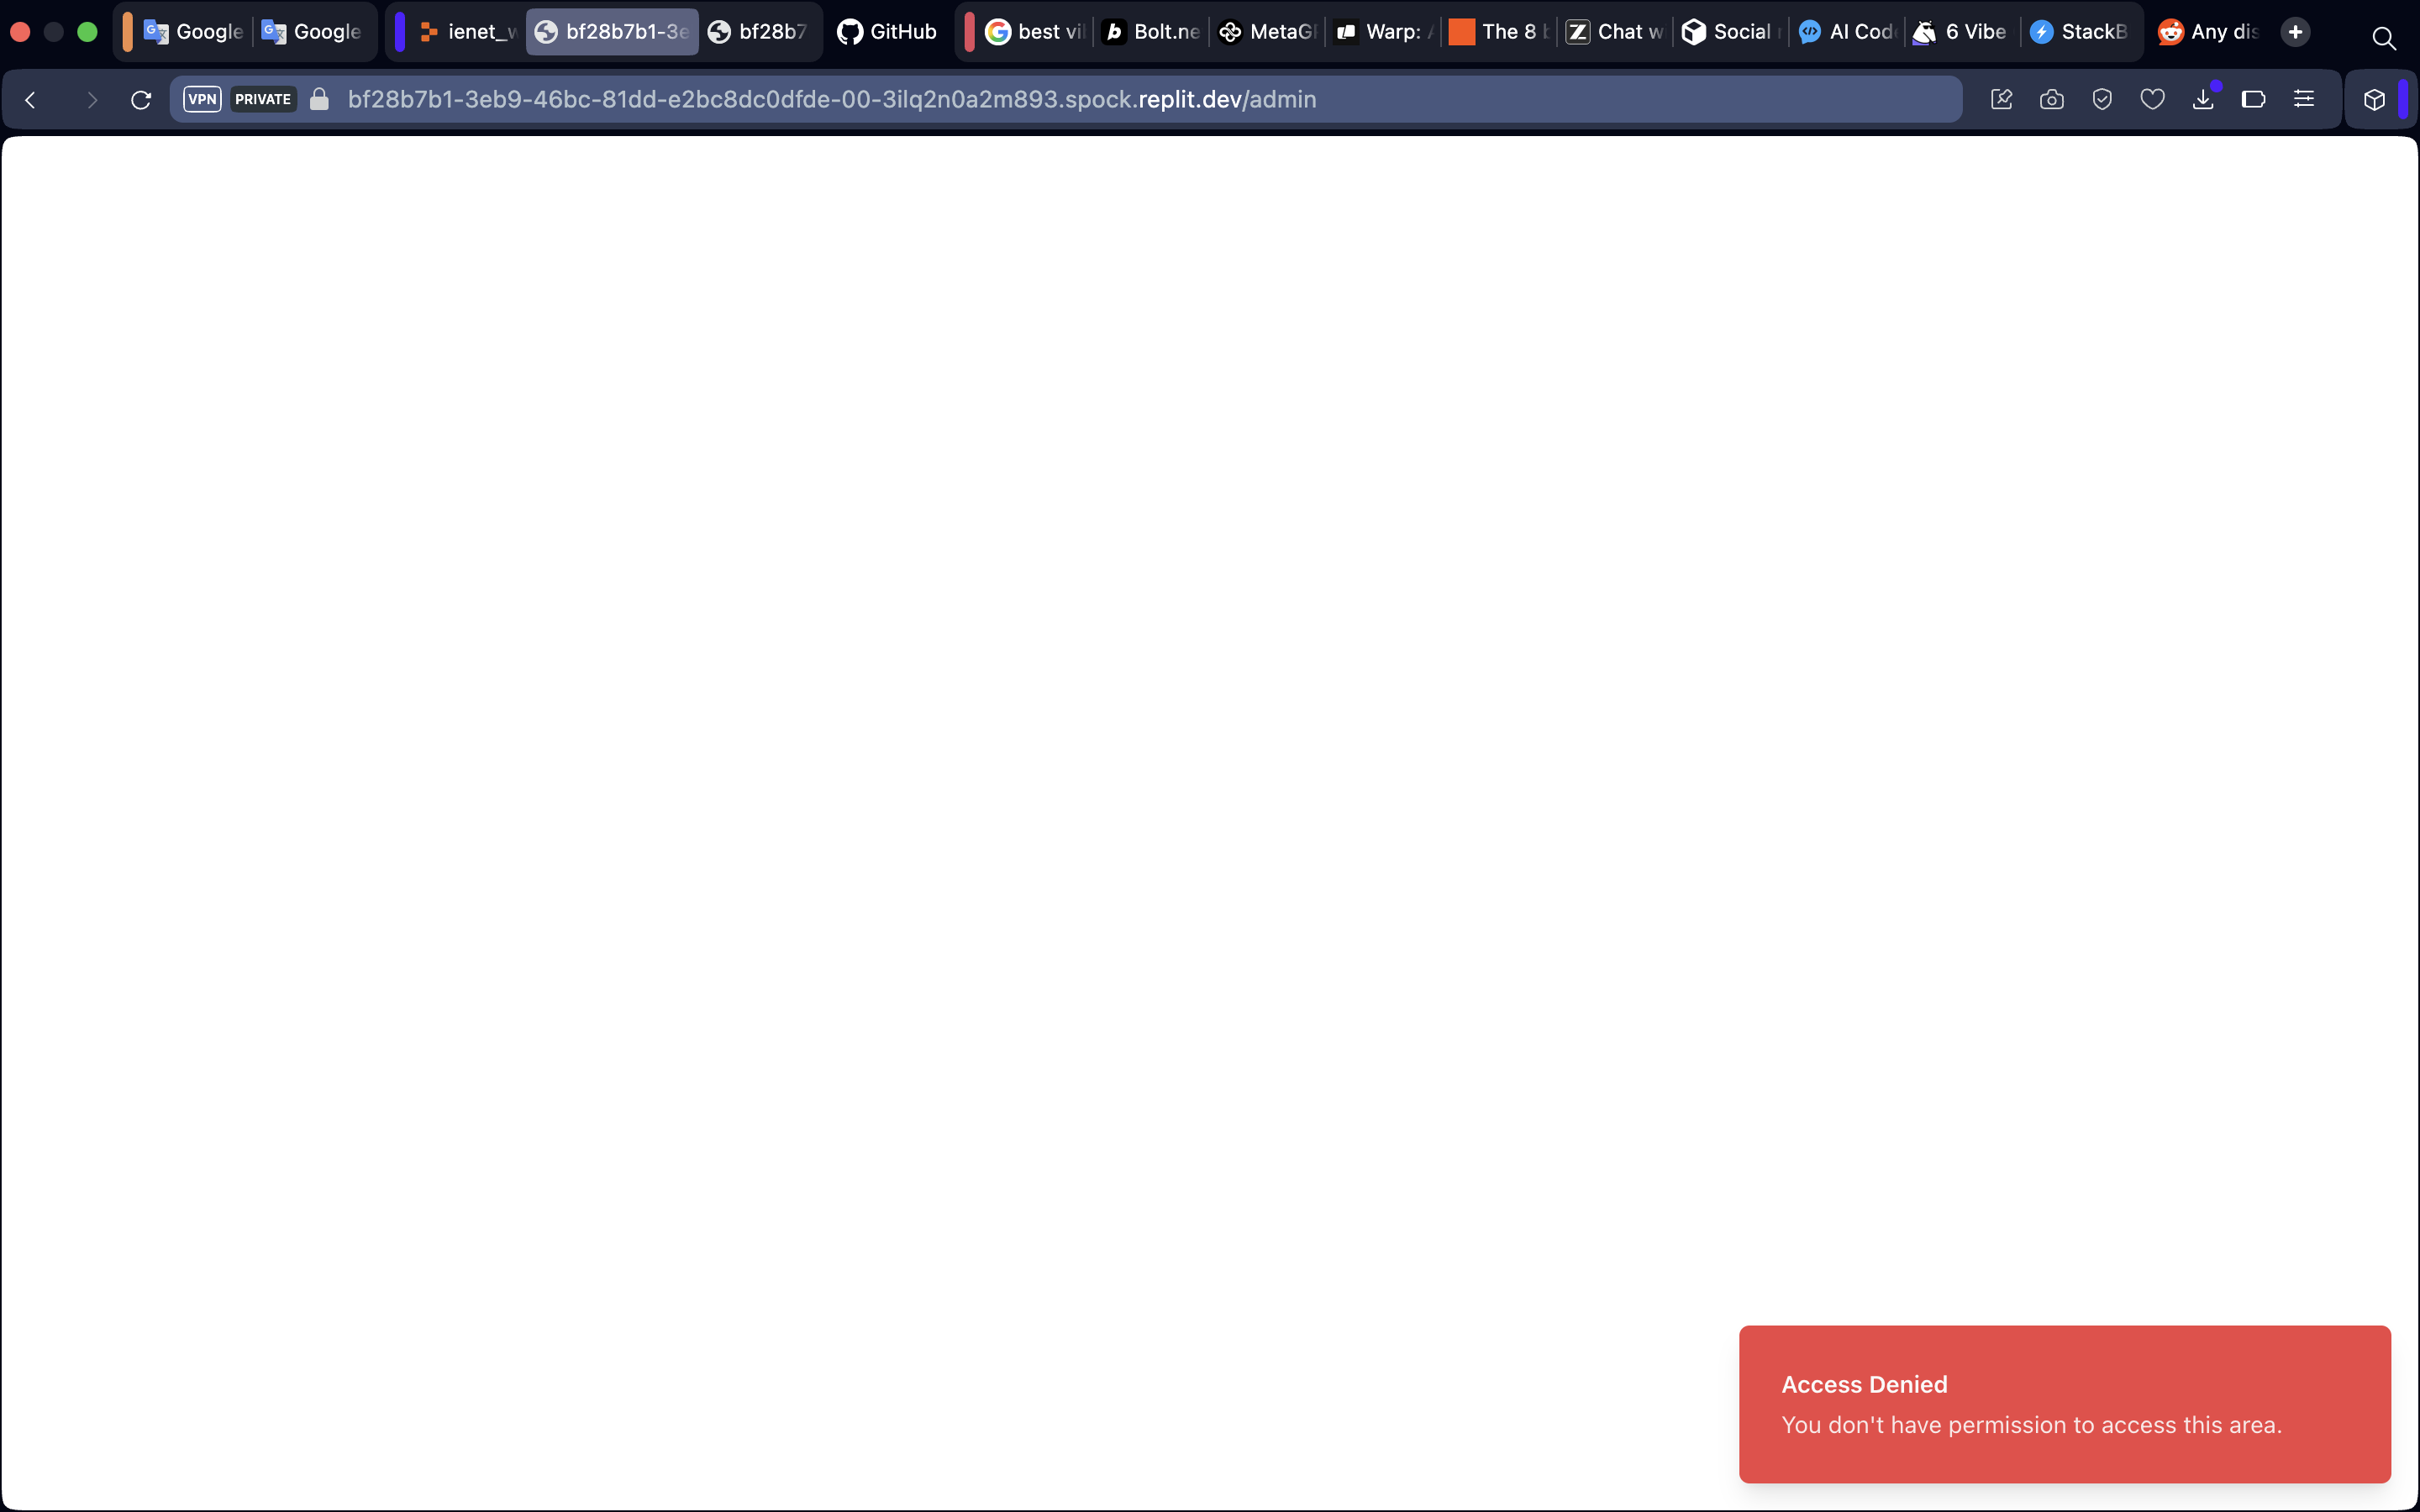 Google
Google
ienet_
bf28b7b1-3e
bf28b7
GitHub
best vi
Bolt.ne
MetaG
Warp:
The 8
Chat w
Social
AI Cod
6 Vibe
StackB
Any dis
VPN
PRIVATE
bf28b7b1-3eb9-46bc-81dd-e2bc8dc0dfde-00-3ilq2n0a2m893.spock.replit.dev/admin
Access Denied
You don't have permission to access this area.